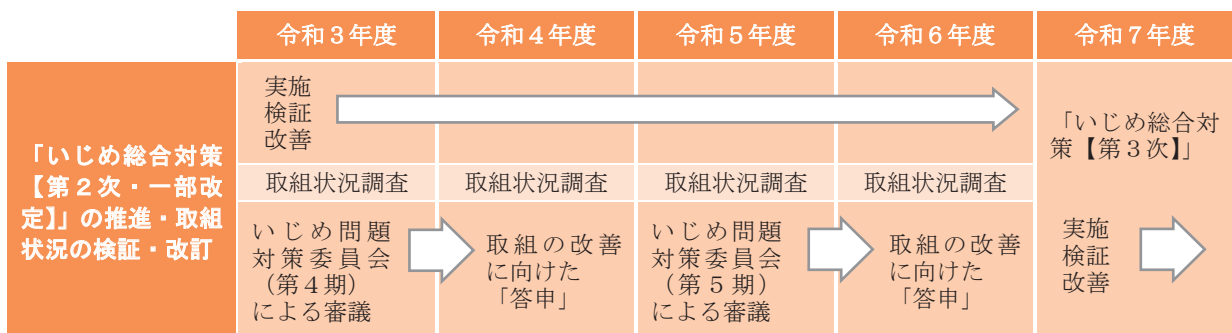 令和３年度
令和４年度
令和５年度
令和６年度
令和７年度
「いじめ総合対策
【第２次・一部改
定】」の推進・取組
状況の検証・改訂
実施
検証
改善
取組状況調査
取組状況調査
取組状況調査
取組状況調査
いじめ問題
対策委員会
（第４期）
による審議
取組の改善
に向けた
「答申」
いじめ問題
対策委員会
（第５期）
による審議
取組の改善
に向けた
「答申」
「いじめ総合対
策【第３次】」
実施
検証
改善